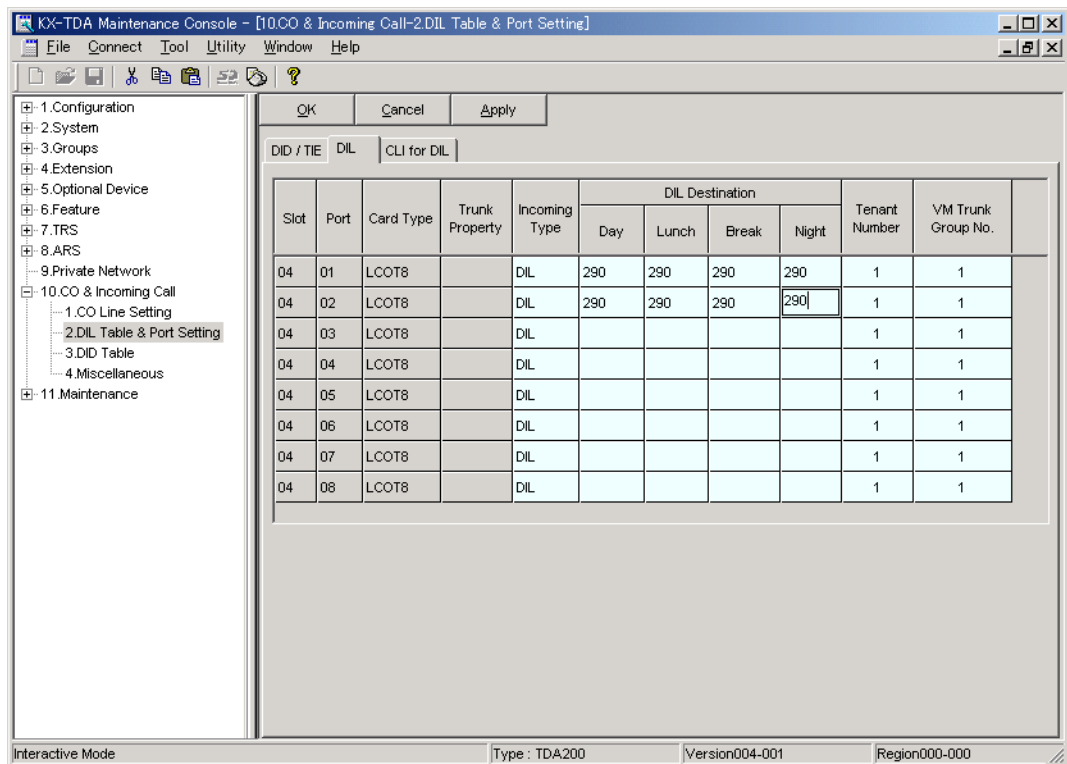 KX-TDA Maintenance Console - [10.CO & Incoming Call-2.DIL Table & Port Setting]
File Connect Tool Utility Window Help
1.Configuration
2.System
3.Groups
4.Extension
5.Optional Device
6.Feature
7.TRS
8.ARS
9.Private Network
10.CO & Incoming Call
1.CO Line Setting
2.DIL Table & Port Setting
3.DID Table
4.Miscellaneous
11.Maintenance
OK Cancel Apply
DID / TIE DIL CLI for DIL
Slot Port Card Type Trunk Property Incoming Type DIL Destination Day Lunch Break Night Tenant Number VM Trunk Group No.
04 01 LCOT8 DIL 290 290 290 290 1 1
04 02 LCOT8 DIL 290 290 290 290 1 1
04 03 LCOT8 DIL 1 1
04 04 LCOT8 DIL 1 1
04 05 LCOT8 DIL 1 1
04 06 LCOT8 DIL 1 1
04 07 LCOT8 DIL 1 1
04 08 LCOT8 DIL 1 1
Interactive Mode Type : TDA200 Version004-001 Region000-000